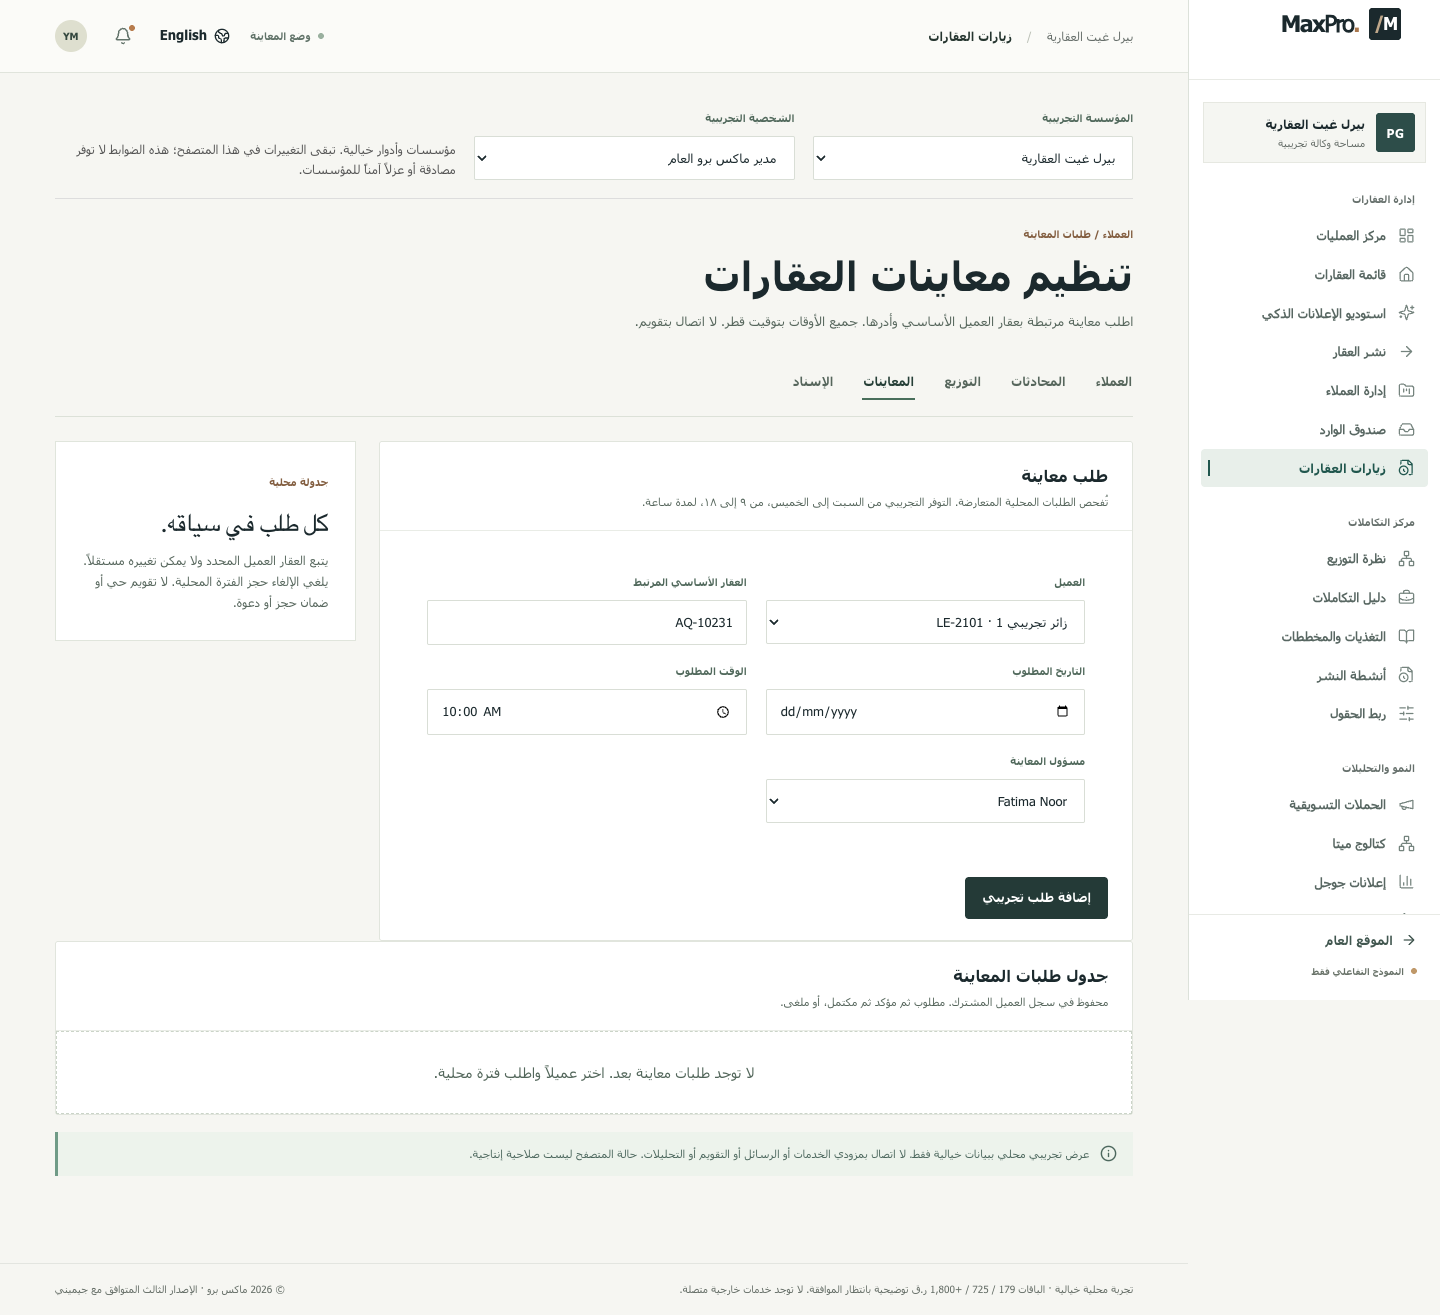 MaxPro. /M
بيرل غيت العقارية
PG
مساحة وكالة تجريبية
إدارة العقارات
مركز العمليات
قائمة العقارات
استوديو الإعلانات الذكي
نشر العقار
إدارة العملاء
صندوق الوارد
زيارات العقارات
مركز التكاملات
نظرة التوزيع
دليل التكاملات
التغذيات والمخططات
أنشطة النشر
ربط الحقول
النمو والتحليلات
الحملات التسويقية
كتالوج ميتا
إعلانات جوجل
الموقع العام
النموذج التفاعلي فقط
بيرل غيت العقارية / زيارات العقارات
وضع المعاينة
English
YM
المؤسسة التجريبية
بيرل غيت العقارية
الشخصية التجريبية
مدير ماكس برو العام
مؤسسات وأدوار خيالية. تبقى التغييرات في هذا المتصفح؛ هذه الضوابط لا توفر
مصادقة أو عزلاً آمناً للمؤسسات.
العملاء / طلبات المعاينة
تنظيم معاينات العقارات
اطلب معاينة مرتبطة بعقار العميل الأساسي وأدرها. جميع الأوقات بتوقيت قطر. لا اتصال بتقويم.
العملاء
المحادثات
التوزيع
المعاينات
الإسناد
طلب معاينة
تُفحص الطلبات المحلية المتعارضة. التوفر التجريبي من السبت إلى الخميس، من ٩ إلى ١٨، لمدة ساعة.
العميل
زائر تجريبي 1 · LE-2101
العقار الأساسي المرتبط
AQ-10231
التاريخ المطلوب
dd/mm/yyyy
الوقت المطلوب
10:00 AM
مسؤول المعاينة
Fatima Noor
إضافة طلب تجريبي
جدولة محلية
كل طلب في سياقه.
يتبع العقار العميل المحدد ولا يمكن تغييره مستقلاً.
يلغي الإلغاء حجز الفترة المحلية. لا تقويم حي أو
ضمان حجز أو دعوة.
جدول طلبات المعاينة
محفوظ في سجل العميل المشترك. مطلوب ثم مؤكد ثم مكتمل، أو ملغى.
لا توجد طلبات معاينة بعد. اختر عميلاً واطلب فترة محلية.
عرض تجريبي محلي ببيانات خيالية فقط. لا اتصال بمزودي الخدمات أو الرسائل أو التقويم أو التحليلات. حالة المتصفح ليست صلاحية إنتاجية.
تجربة محلية خيالية · الباقات 179 / 725 / +1,800 ر.ق توضيحية بانتظار الموافقة. لا توجد خدمات خارجية متصلة.
© 2026 ماكس برو · الإصدار الثالث المتوافق مع جيميني